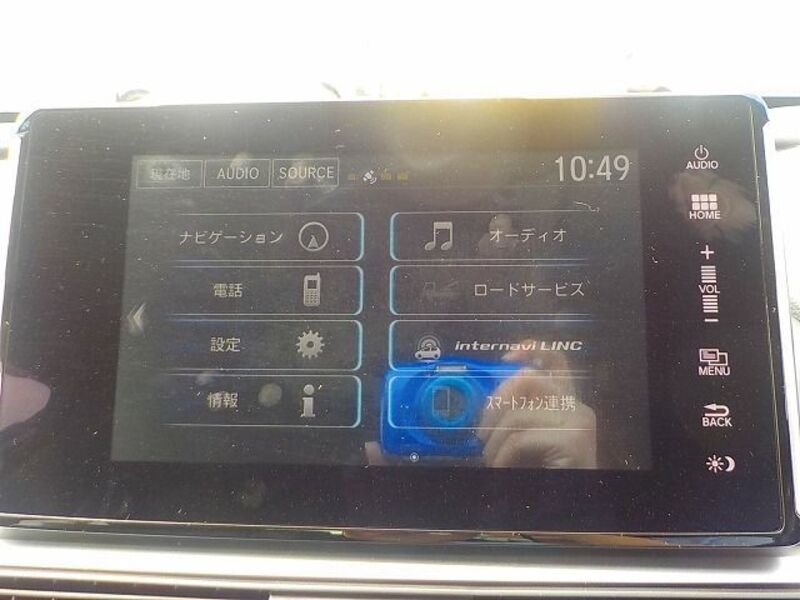 現在地 AUDIO SOURCE 10:49
ナビゲーション オーディオ
電話 ロードサービス
設定 internavi LINC
情報 スマートフォン連携
AUDIO
HOME
+
VOL
−
MENU
BACK